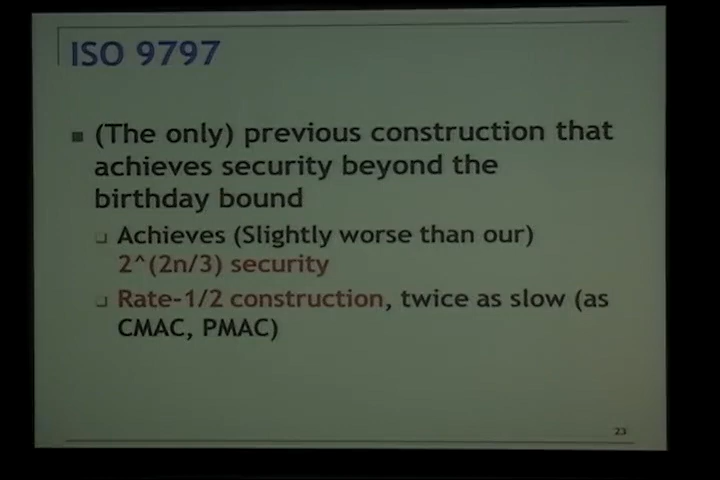 ISO 9797
(The only) previous construction that
achieves security beyond the
birthday bound
Achieves (Slightly worse than our)
2^(2n/3) security
Rate-1/2 construction, twice as slow (as
CMAC, PMAC)
23